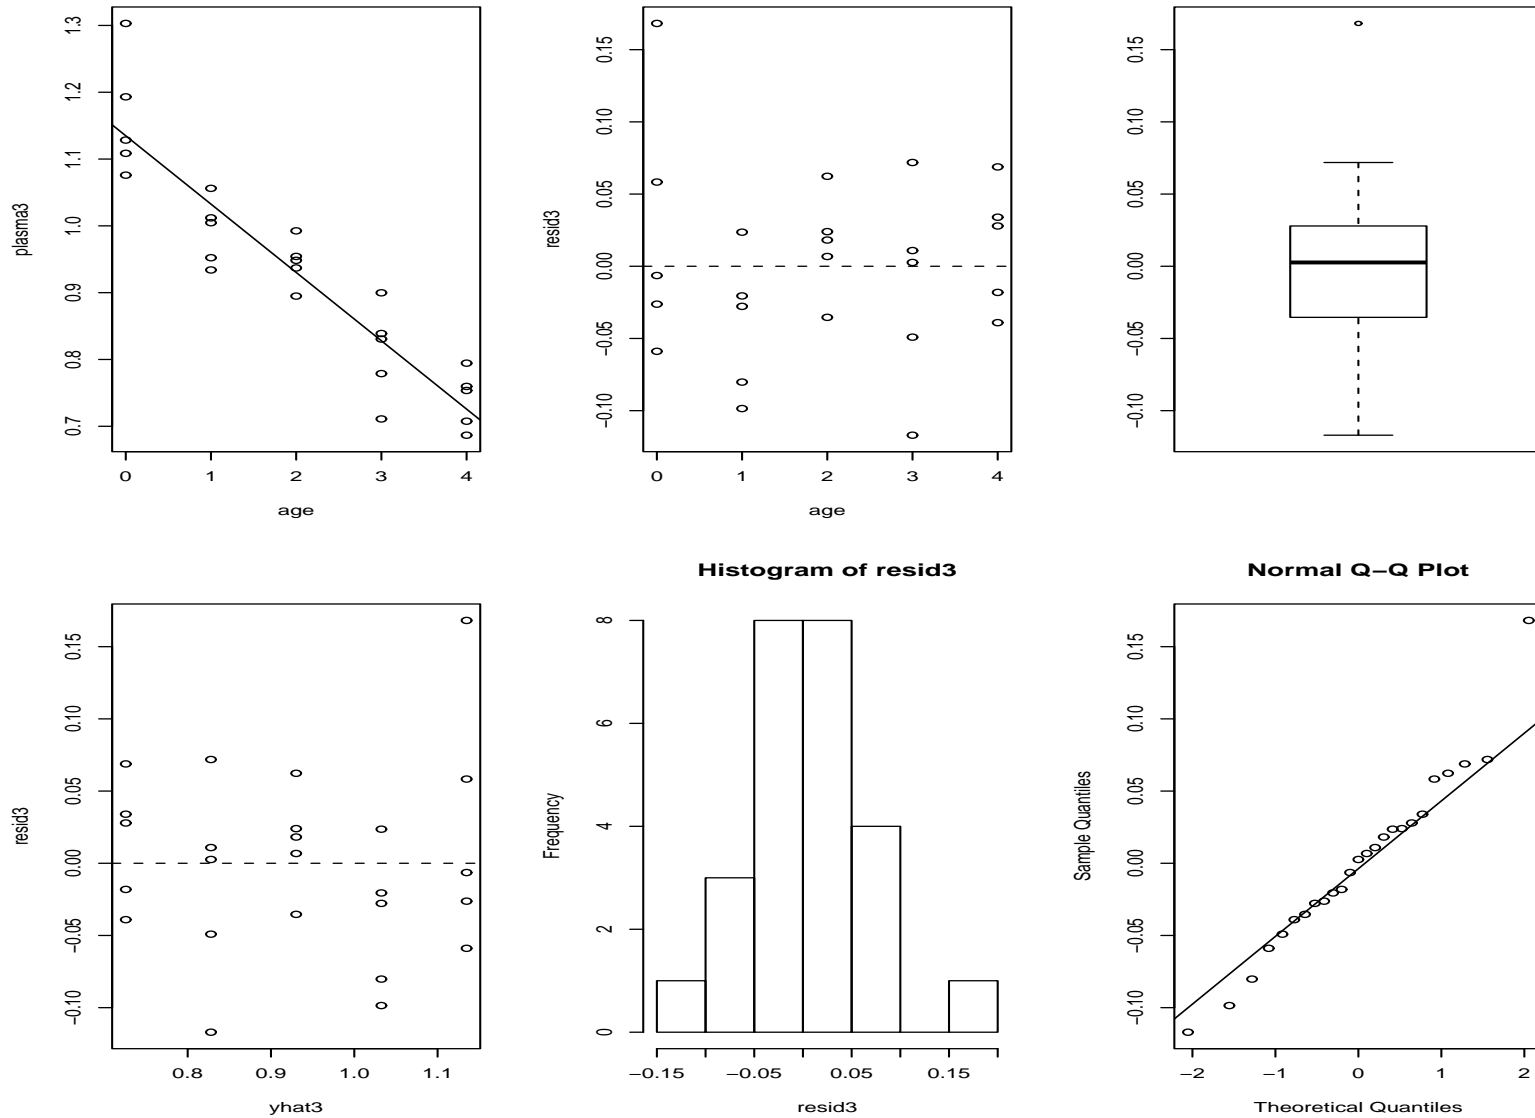 1.3
1.2
1.1
1.0
0.9
0.8
0.7
plasma3
0 1 2 3 4
age
0.15
0.10
0.05
0.00
−0.05
−0.10
resid3
0 1 2 3 4
age
0.15
0.10
0.05
0.00
−0.05
−0.10
0.15
0.10
0.05
0.00
−0.05
−0.10
resid3
0.8 0.9 1.0 1.1
yhat3
Histogram of resid3
8
6
4
2
0
Frequency
−0.15 −0.05 0.05 0.15
resid3
Normal Q−Q Plot
0.15
0.10
0.05
0.00
−0.05
−0.10
Sample Quantiles
−2 −1 0 1 2
Theoretical Quantiles